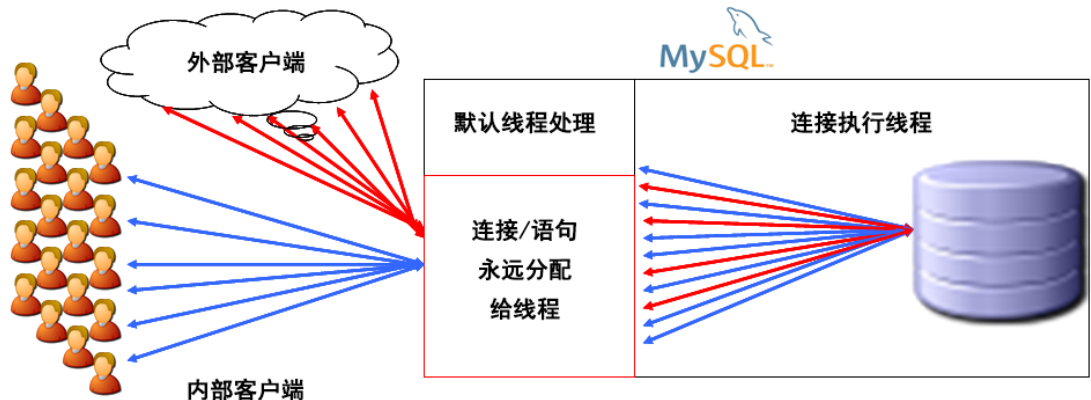 外部客户端
MySQL
默认线程处理
连接执行线程
连接/语句
永远分配
给线程
内部客户端